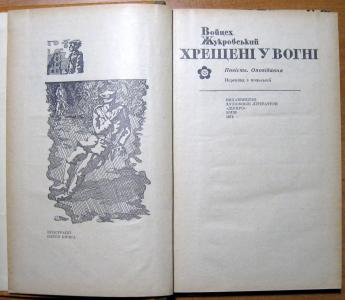 Войцех
Жукровський
ХРЕЩЕНІ У ВОГНІ
Повість. Оповідання
Переклад з польської
ВИДАВНИЦТВО
ХУДОЖНЬОЇ ЛІТЕРАТУРИ
«ДНІПРО»
КИЇВ